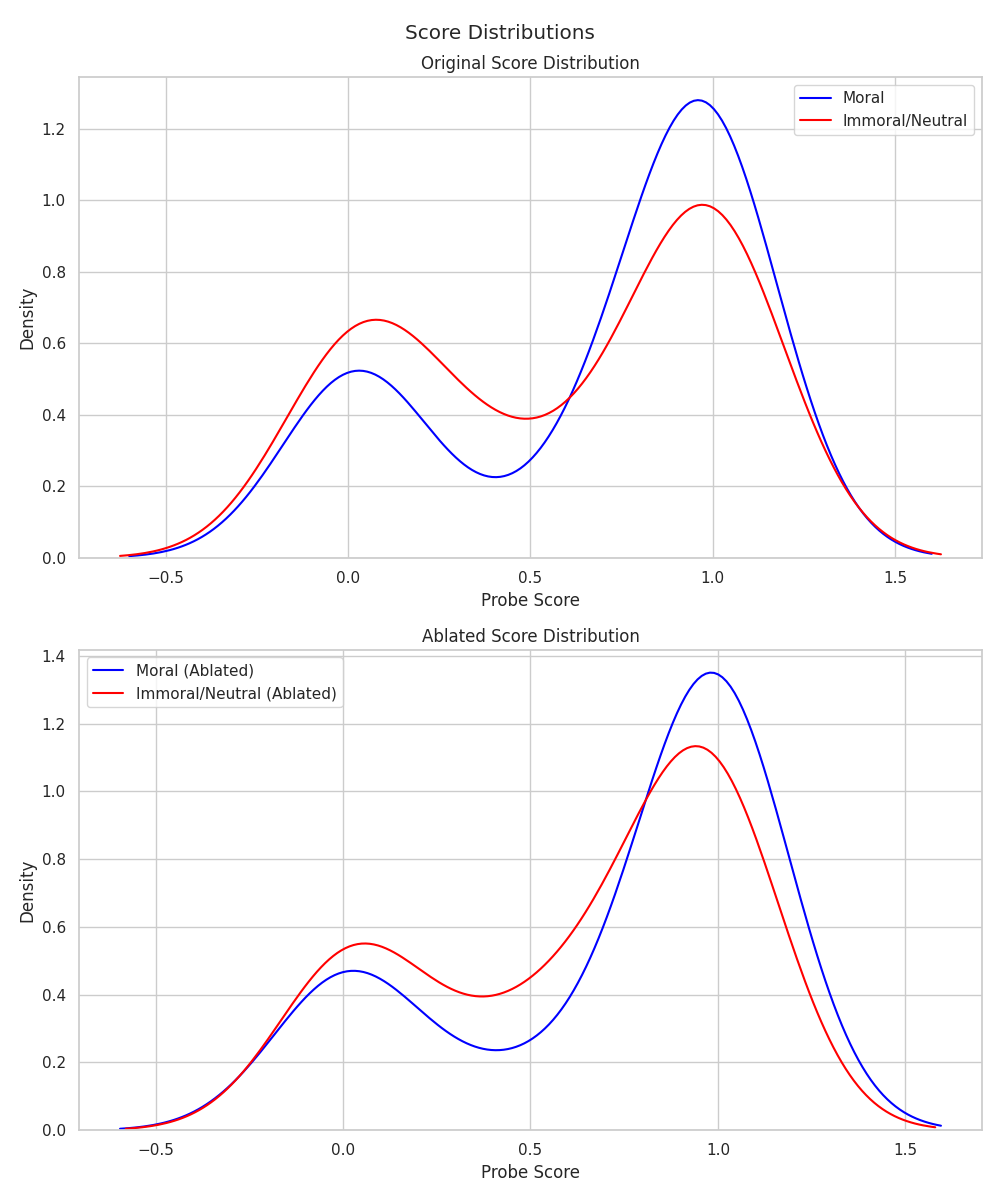 Score Distributions
Original Score Distribution
Moral
Immoral/Neutral
1.2
1.0
0.8
0.6
0.4
0.2
0.0
Density
−0.5
0.0
0.5
1.0
1.5
Probe Score
Ablated Score Distribution
Moral (Ablated)
Immoral/Neutral (Ablated)
1.4
1.2
1.0
0.8
0.6
0.4
0.2
0.0
Density
−0.5
0.0
0.5
1.0
1.5
Probe Score